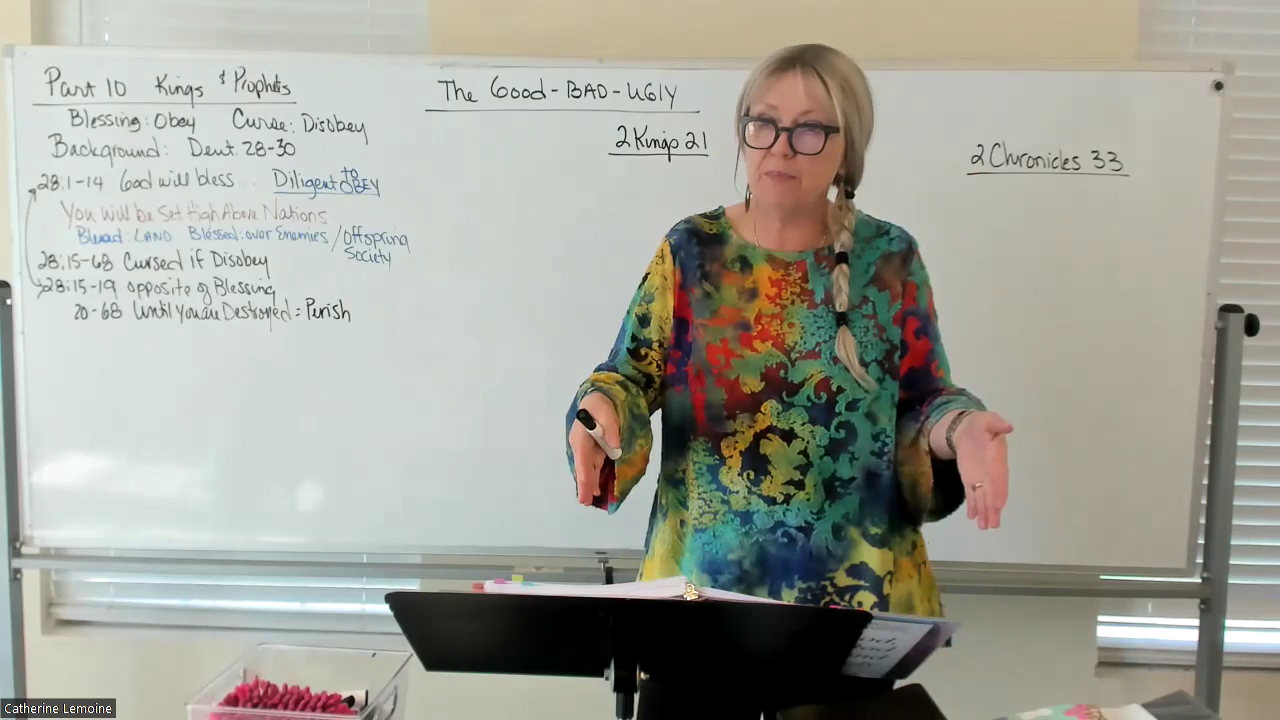 Part 10 Kings & Prophets
Blessing: Obey Curse: Disobey
Background: Deut. 28-30
28:1-14 God will bless.... Diligent to OBEY
You will be Set High Above Nations
Blessed: LAND Blessed: over Enemies / Offspring
Society
28:15-68 Cursed if Disobey
28:15-19 opposite of Blessing
20-68 Until You are Destroyed = Perish
The Good - BAD - UGLY
2 Kings 21
2 Chronicles 33
Catherine Lemoine